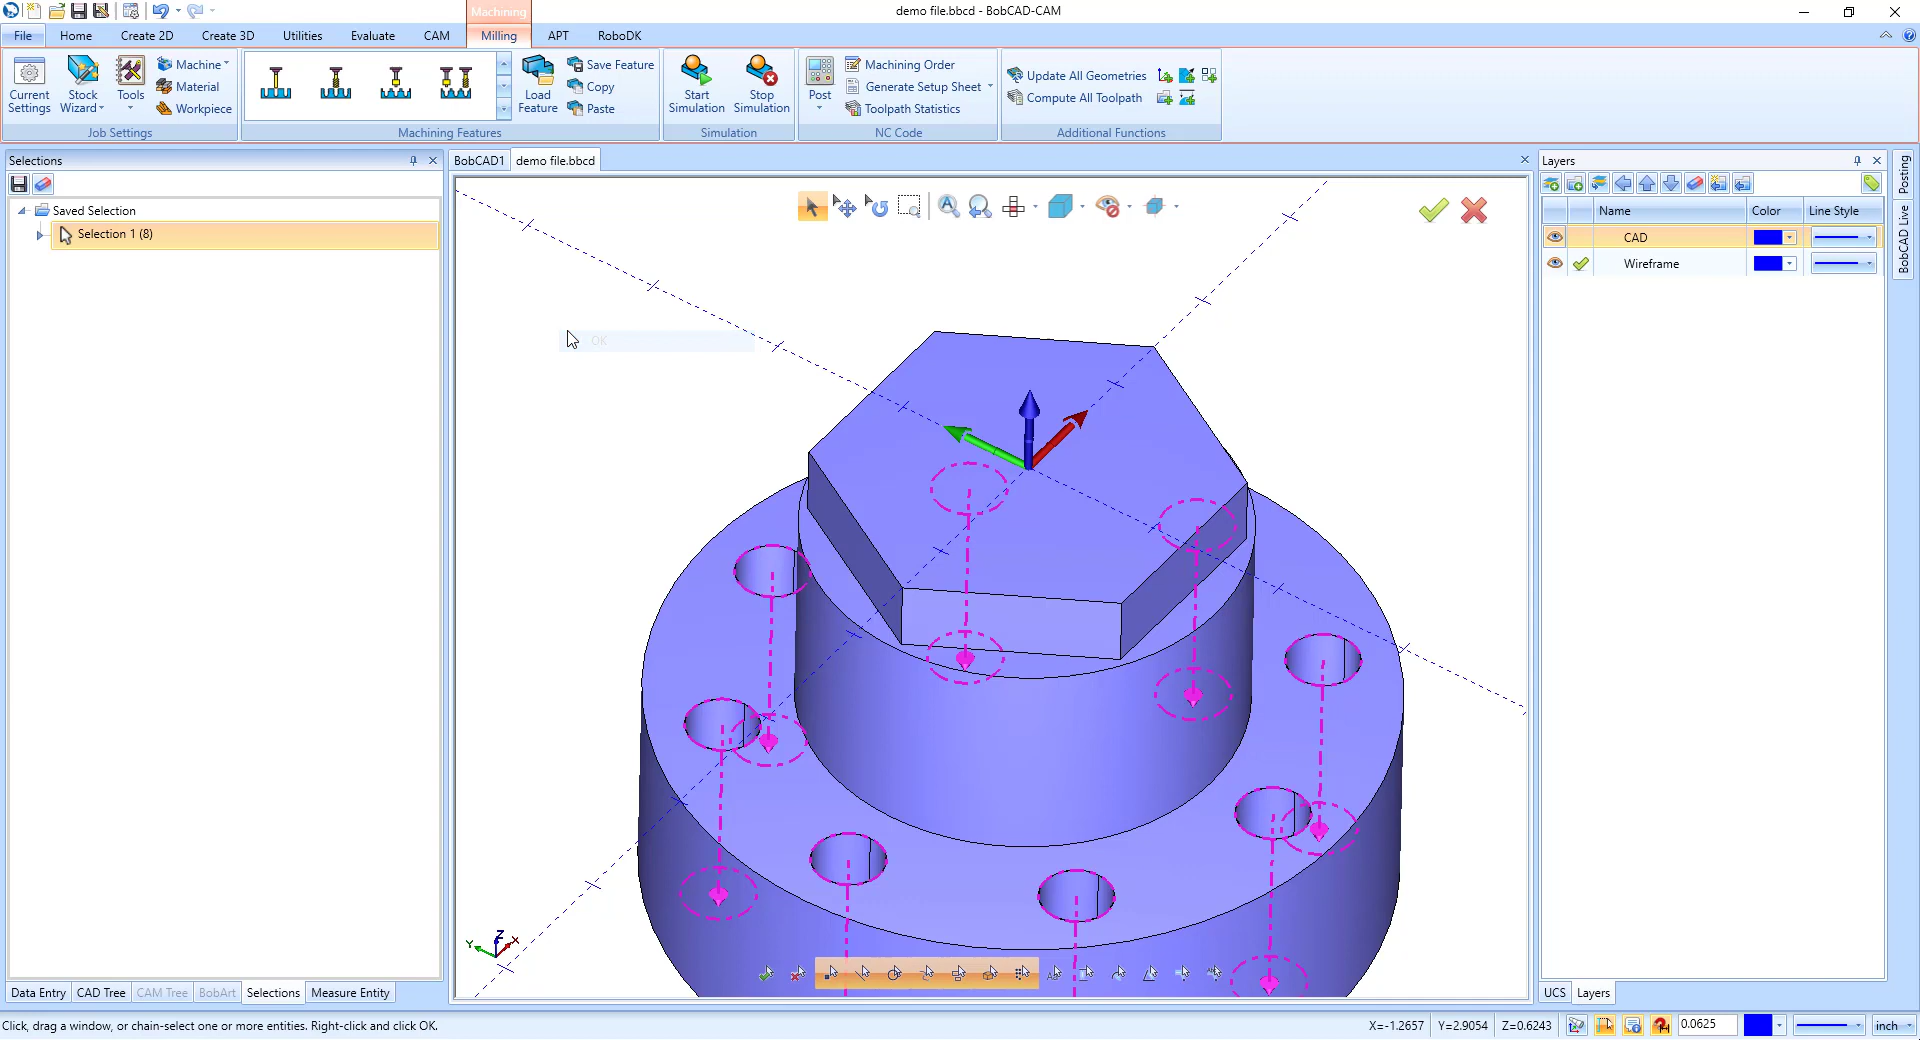 demo file.bbcd - BobCAD-CAM
Machining
File Home Create 2D Create 3D Utilities Evaluate CAM Milling APT RoboDK
Current Settings
Stock Wizard
Tools
Machine
Material
Workpiece
Job Settings
Load Feature
Save Feature
Copy
Paste
Machining Features
Start Simulation
Stop Simulation
Simulation
Post
Machining Order
Generate Setup Sheet
Toolpath Statistics
NC Code
Update All Geometries
Compute All Toolpath
Additional Functions
Selections
Saved Selection
Selection 1 (8)
Data Entry CAD Tree CAM Tree BobArt Selections Measure Entity
BobCAD1 demo file.bbcd
OK
Z
Y X
Layers
Name Color Line Style
CAD
Wireframe
UCS Layers
Posting
BobCAD Live
Click, drag a window, or chain-select one or more entities. Right-click and click OK.
X=-1.2657 Y=2.9054 Z=0.6243 0.0625 inch